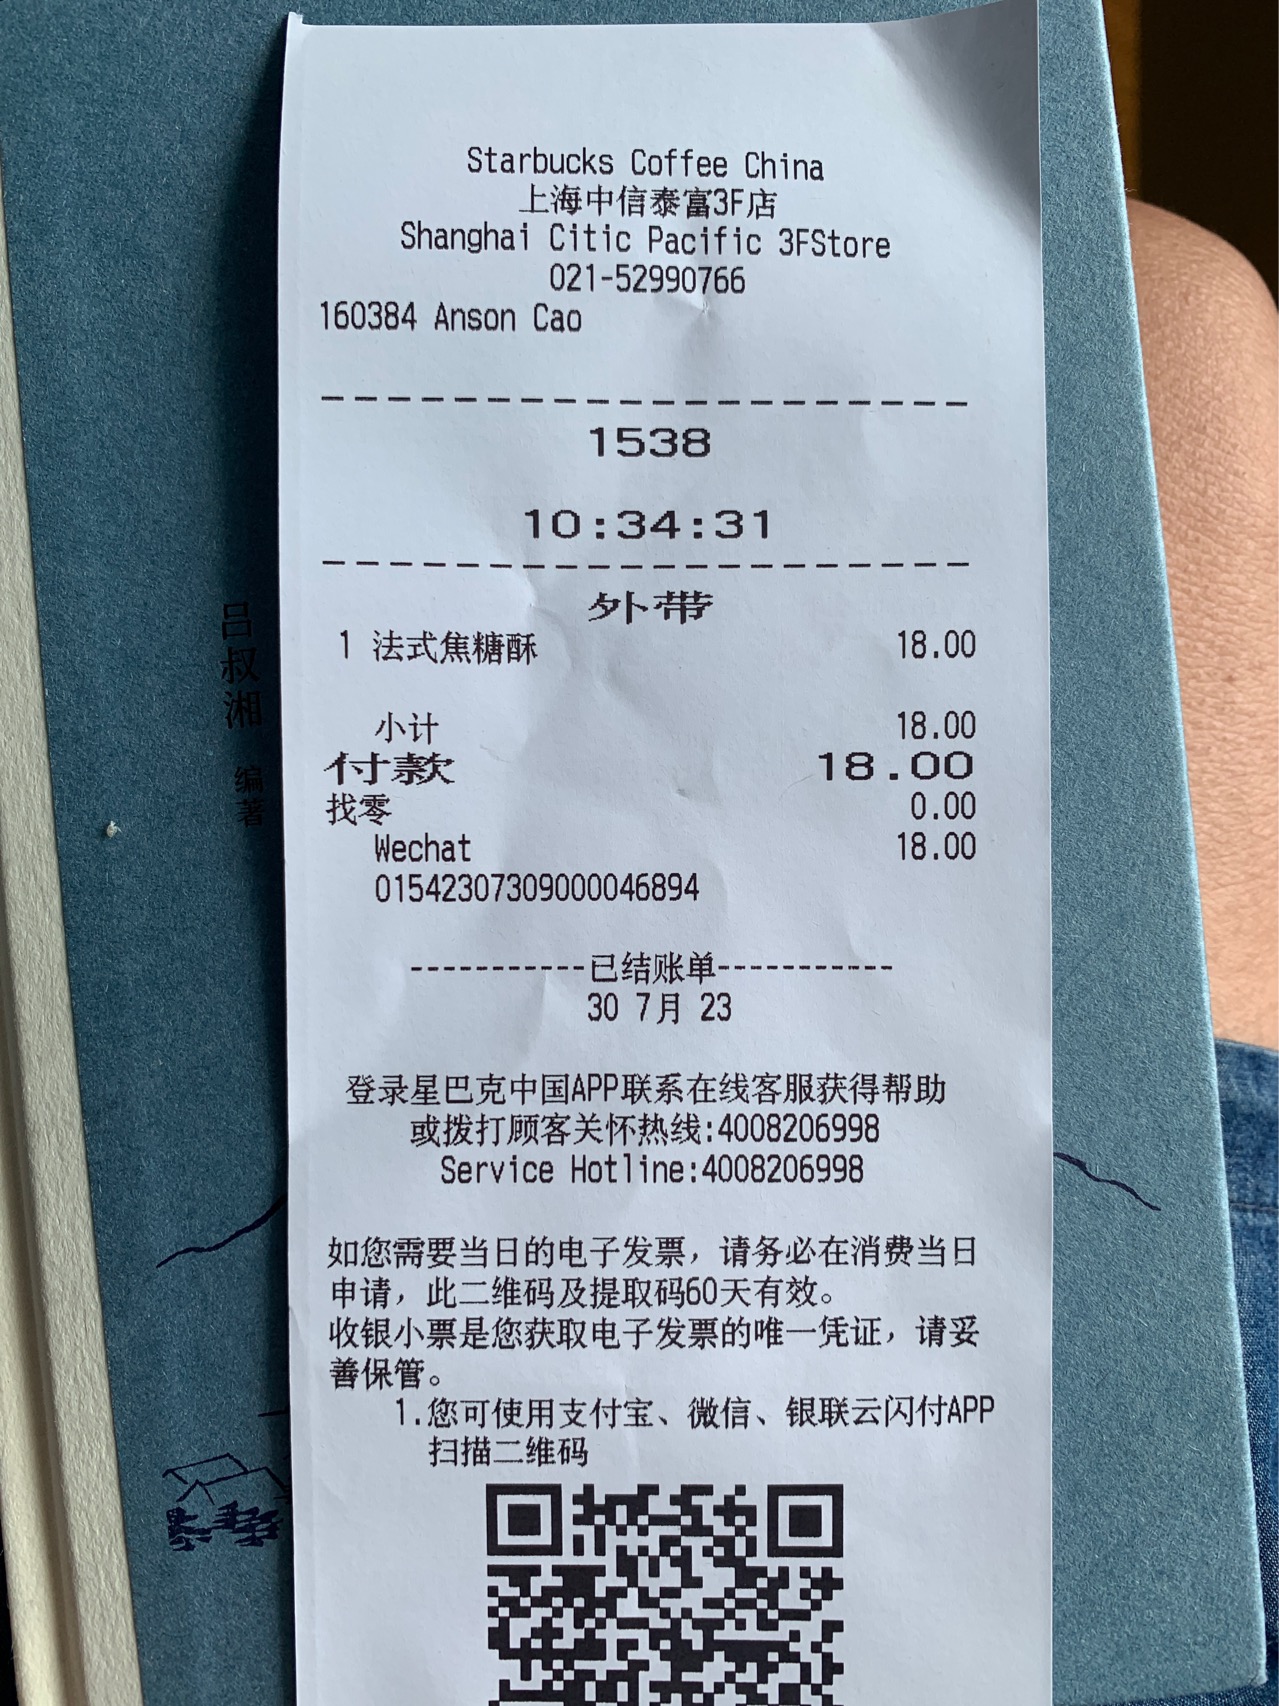 Starbucks Coffee China
上海中信泰富3F店
Shanghai Citic Pacific 3FStore
021-52990766
160384 Anson Cao
1538
10:34:31
外带
1 法式焦糖酥 18.00
小计 18.00
付款 18.00
找零 0.00
Wechat 18.00
01542307309000046894
-----------已结账单-----------
30 7月 23
登录星巴克中国APP联系在线客服获得帮助
或拨打顾客关怀热线:4008206998
Service Hotline:4008206998
如您需要当日的电子发票，请务必在消费当日
申请，此二维码及提取码60天有效。
收银小票是您获取电子发票的唯一凭证，请妥
善保管。
1.您可使用支付宝、微信、银联云闪付APP
扫描二维码
吕叔湘 编著